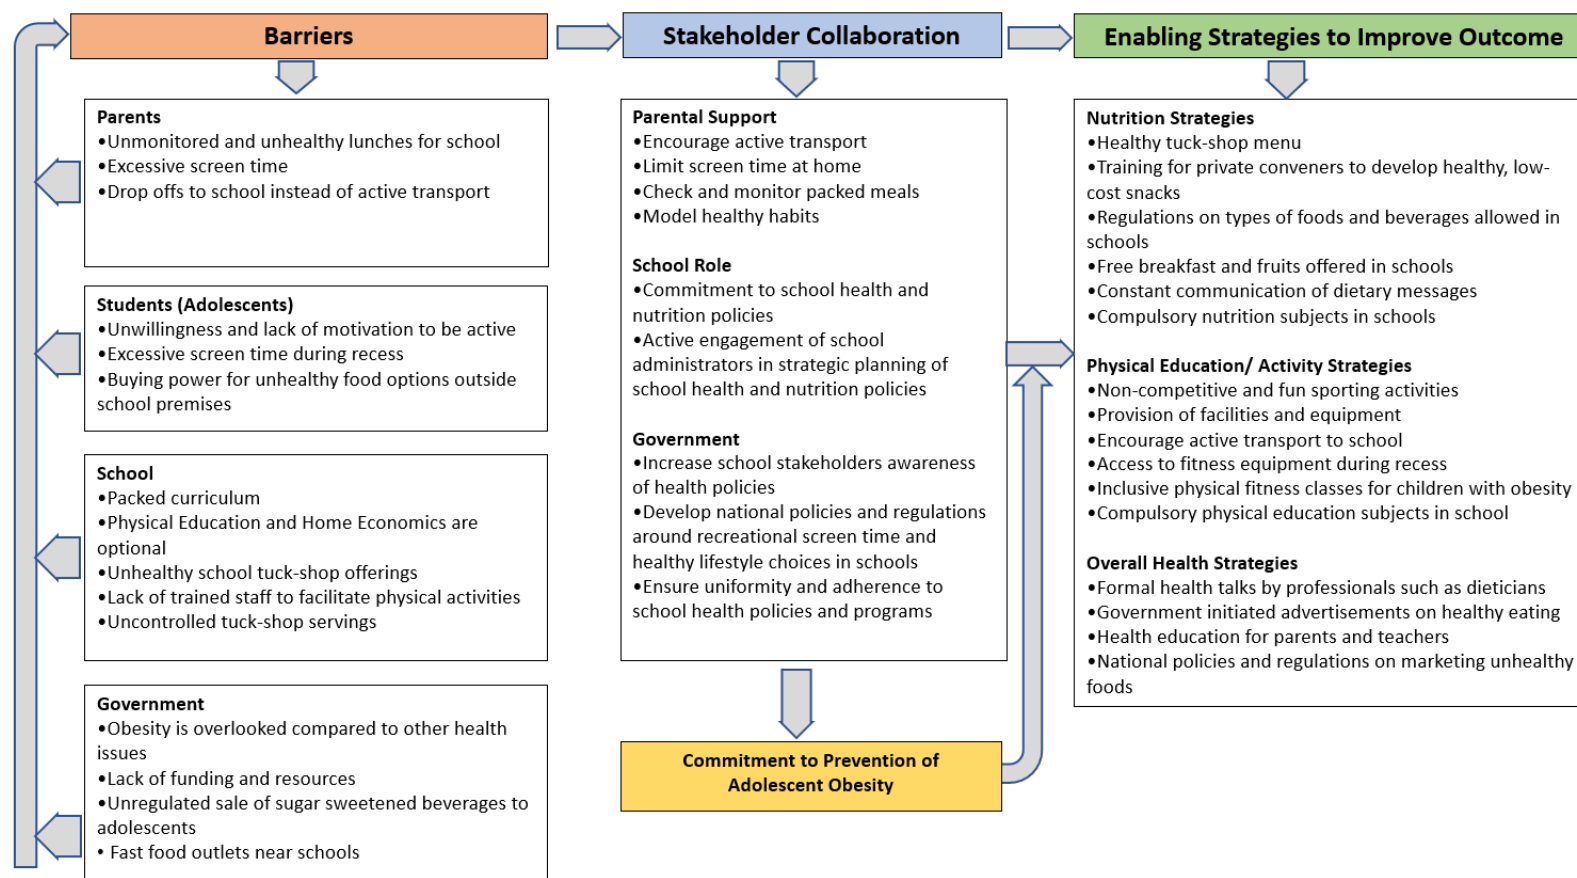 Barriers
Stakeholder Collaboration
Enabling Strategies to Improve Outcome
Parents
•Unmonitored and unhealthy lunches for school
•Excessive screen time
•Drop offs to school instead of active transport
Students (Adolescents)
•Unwillingness and lack of motivation to be active
•Excessive screen time during recess
•Buying power for unhealthy food options outside
school premises
School
•Packed curriculum
•Physical Education and Home Economics are
optional
•Unhealthy school tuck-shop offerings
•Lack of trained staff to facilitate physical activities
•Uncontrolled tuck-shop servings
Government
•Obesity is overlooked compared to other health
issues
•Lack of funding and resources
•Unregulated sale of sugar sweetened beverages to
adolescents
• Fast food outlets near schools
Parental Support
•Encourage active transport
•Limit screen time at home
•Check and monitor packed meals
•Model healthy habits
School Role
•Commitment to school health and
nutrition policies
•Active engagement of school
administrators in strategic planning of
school health and nutrition policies
Government
•Increase school stakeholders awareness
of health policies
•Develop national policies and regulations
around recreational screen time and
healthy lifestyle choices in schools
•Ensure uniformity and adherence to
school health policies and programs
Commitment to Prevention of
Adolescent Obesity
Nutrition Strategies
•Healthy tuck-shop menu
•Training for private conveners to develop healthy, low-
cost snacks
•Regulations on types of foods and beverages allowed in
schools
•Free breakfast and fruits offered in schools
•Constant communication of dietary messages
•Compulsory nutrition subjects in schools
Physical Education/ Activity Strategies
•Non-competitive and fun sporting activities
•Provision of facilities and equipment
•Encourage active transport to school
•Access to fitness equipment during recess
•Inclusive physical fitness classes for children with obesity
•Compulsory physical education subjects in school
Overall Health Strategies
•Formal health talks by professionals such as dieticians
•Government initiated advertisements on healthy eating
•Health education for parents and teachers
•National policies and regulations on marketing unhealthy
foods